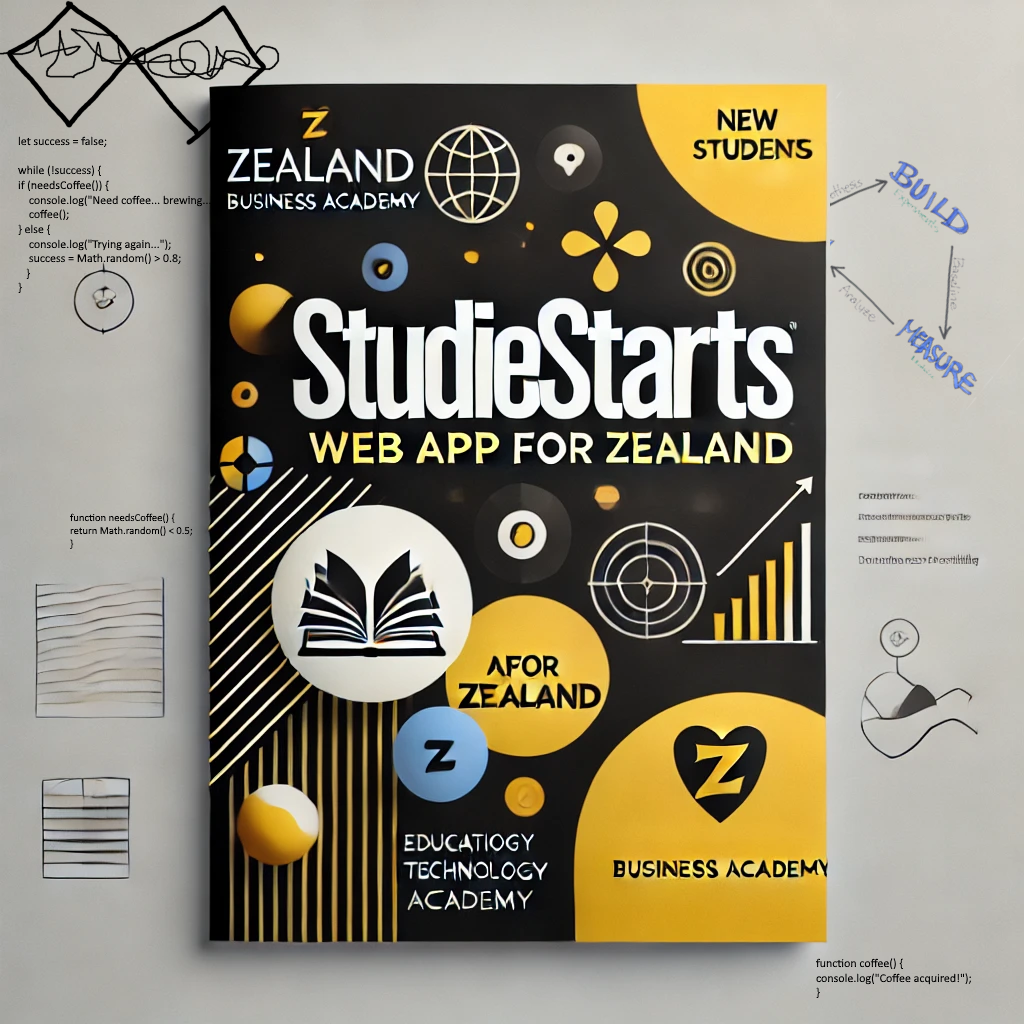 let success = false;
while (!success) {
if (needsCoffee()) {
console.log("Need coffee... brewing...
coffee();
} else {
console.log("Trying again...");
success = Math.random() > 0.8;
}
}
Z
ZEALAND
BUSINESS ACADEMY
NEW
STUDENS
BUILD
Baseline
Analyze
MEASURE
StudieStarts
WEB APP FOR ZEALAND
function needsCoffee() {
return Math.random() < 0.5;
}
AFOR
ZEALAND
Z
Z
EDUCATIOGY
TECHNOLOGY
ACADEMY
BUSINESS ACADEMY
function coffee() {
console.log("Coffee acquired!");
}